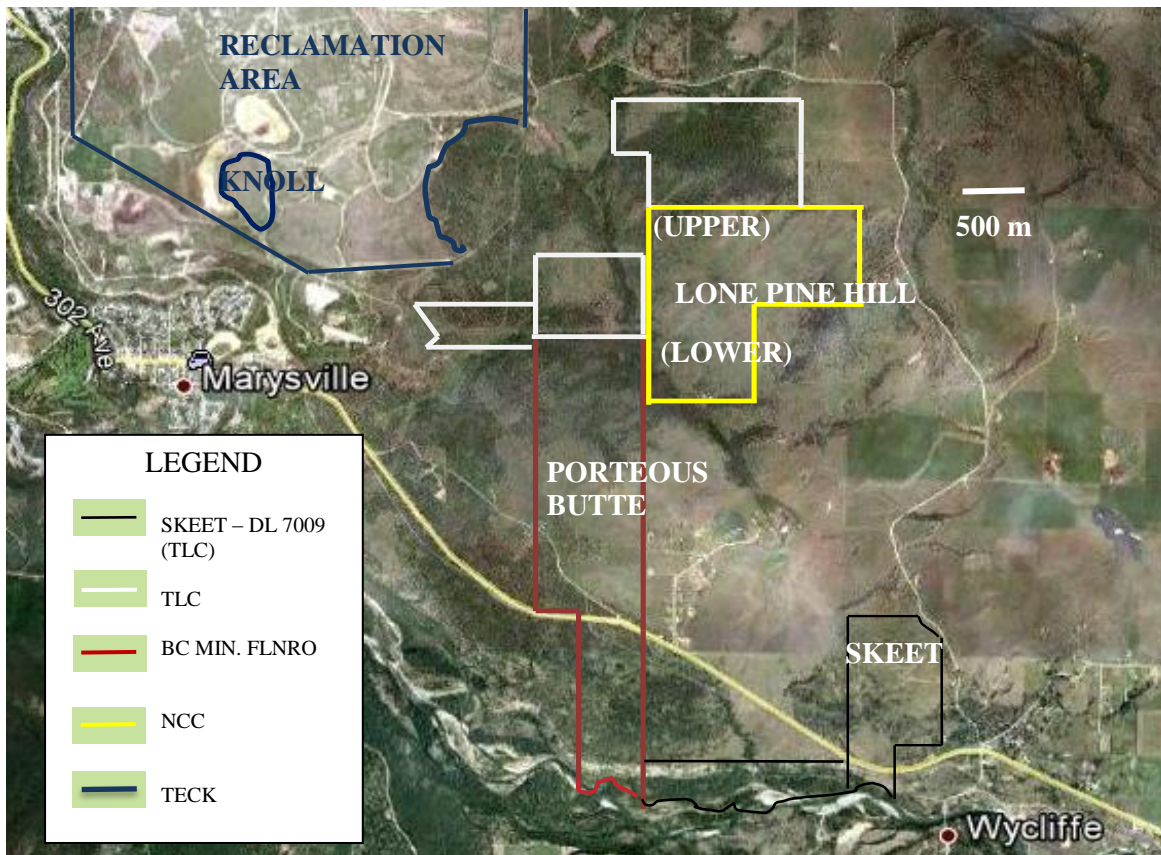 RECLAMATION
AREA
KNOLL
(UPPER)
500 m
LONE PINE HILL
(LOWER)
302 Ave
Marysville
PORTEOUS
BUTTE
SKEET
Wycliffe
LEGEND
SKEET – DL 7009
(TLC)
TLC
BC MIN. FLNRO
NCC
TECK